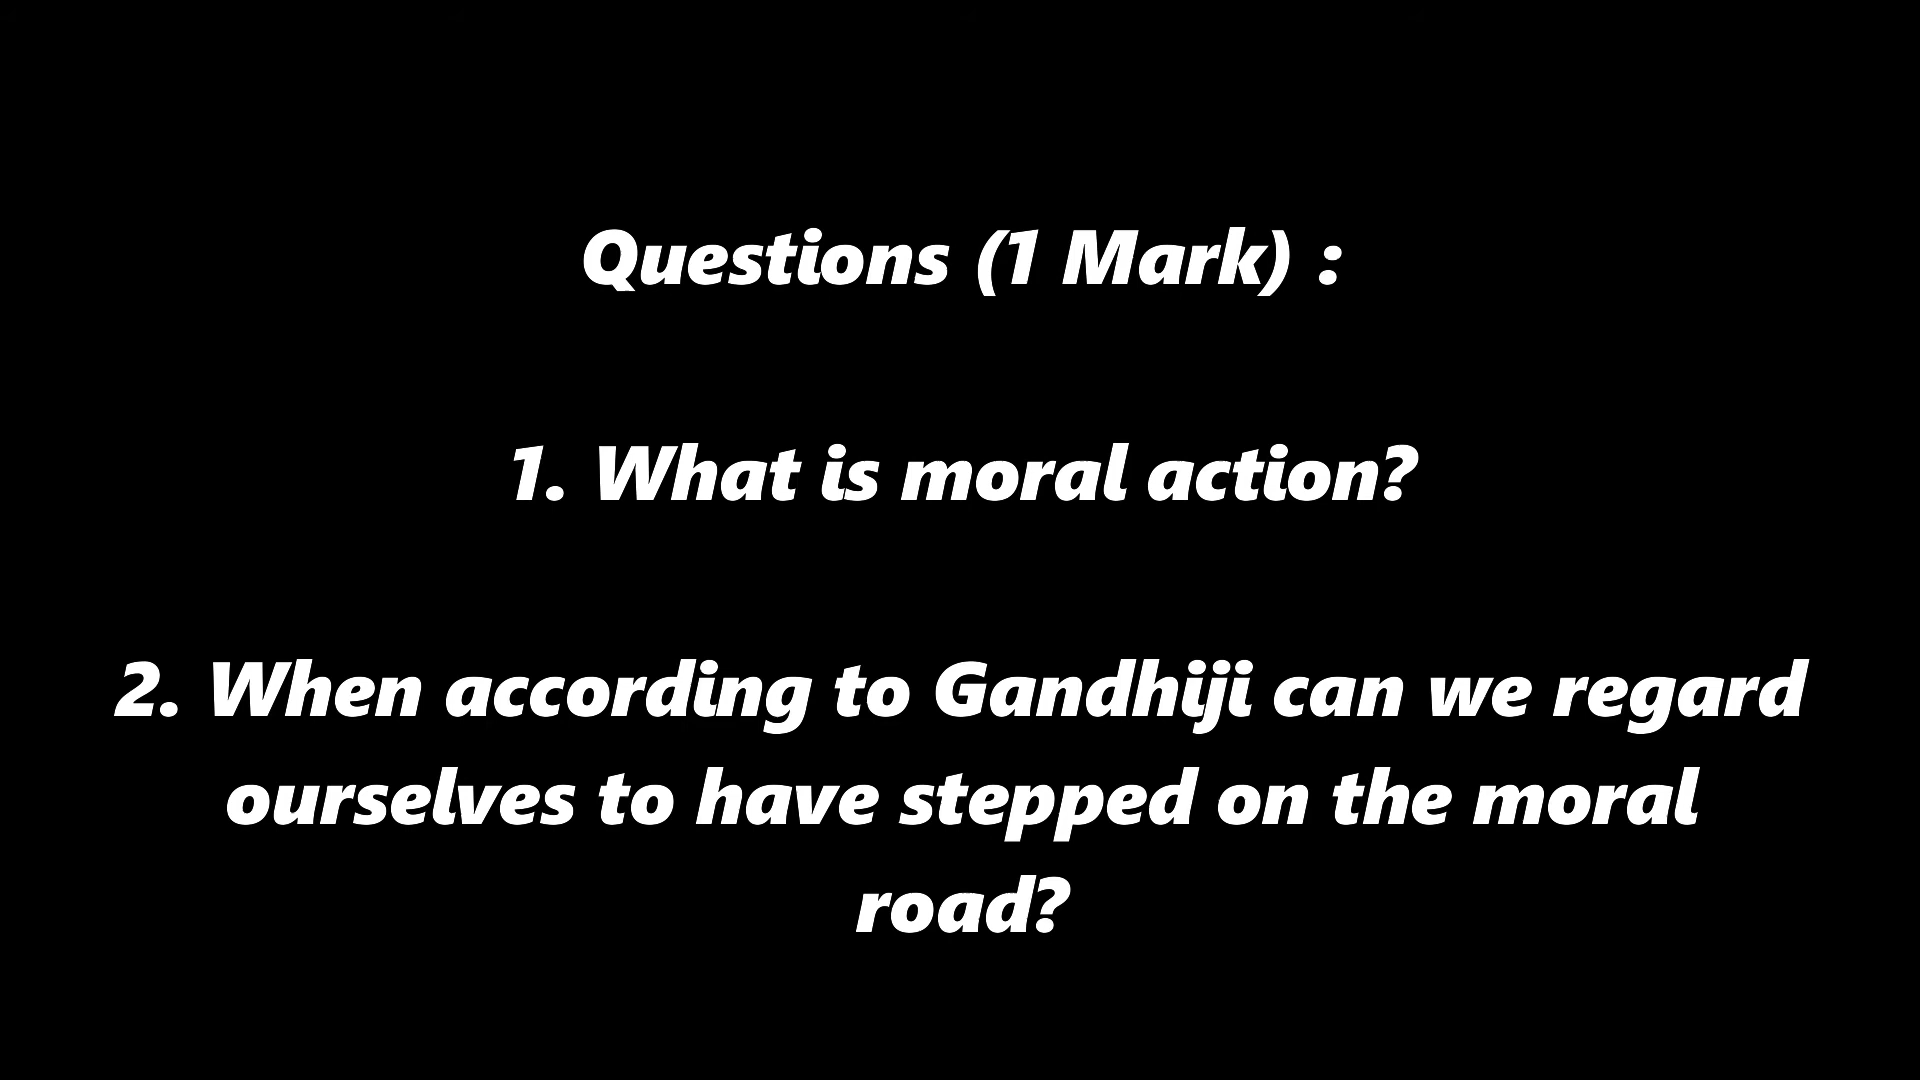 Questions (1 Mark) :
1. What is moral action?
2. When according to Gandhiji can we regard
ourselves to have stepped on the moral
road?